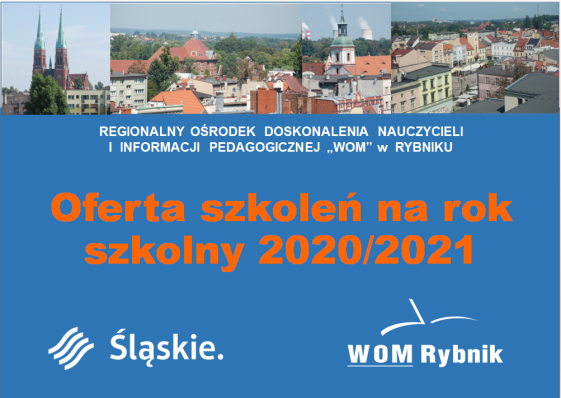 REGIONALNY OŚRODEK DOSKONALENIA NAUCZYCIELI
I INFORMACJI PEDAGOGICZNEJ „WOM” w RYBNIKU
Oferta szkoleń na rok
szkolny 2020/2021
Śląskie.
WOM Rybnik